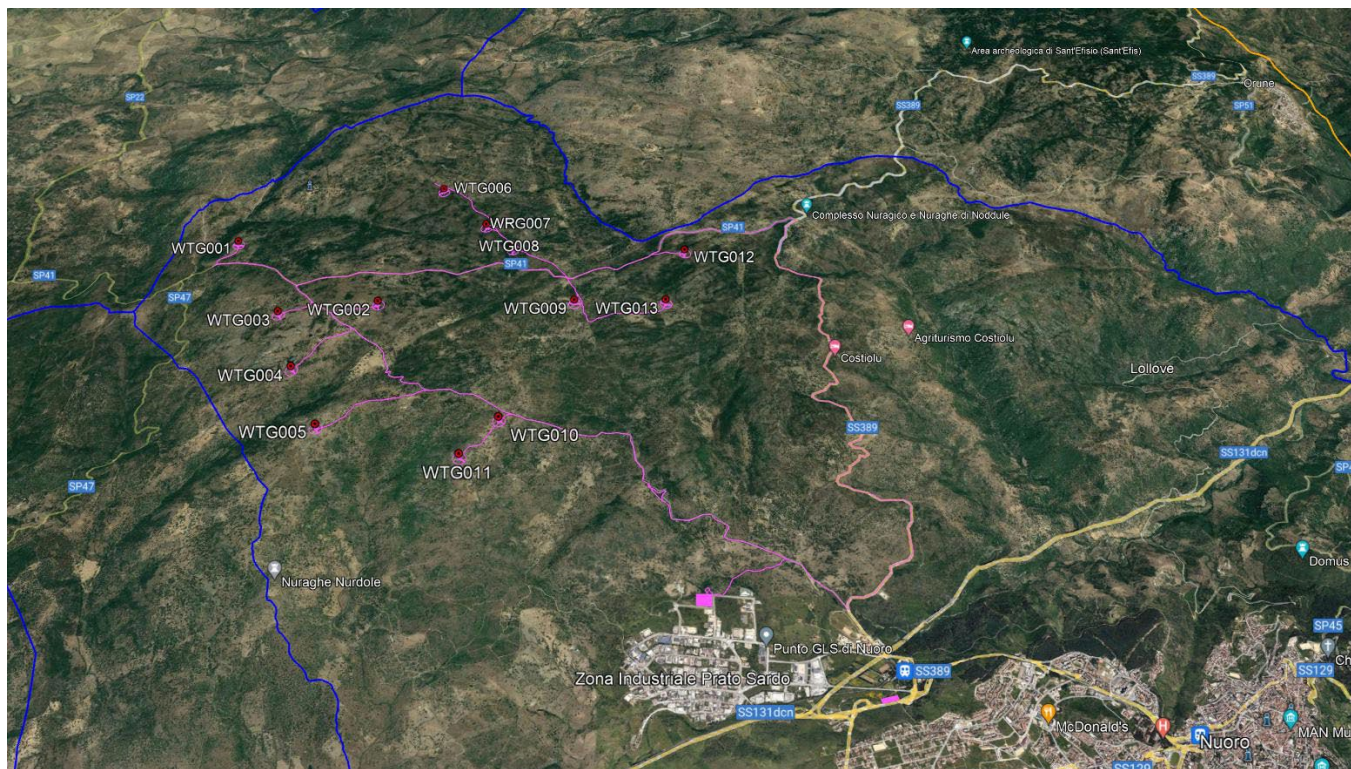 Area archeologica di Sant'Efisio (Sant'Efis)
SS389
SS389
Orune
SP22
SS389
SP51
WTG006
Complesso Nuragico e Nuraghe di Noddule
WRG007
SP41
WTG001
WTG008
WTG012
SP41
SP41
SP47
WTG003
WTG002
WTG009
WTG013
Agriturismo Costiolu
Costiolu
Lollove
WTG004
WTG005
WTG010
SS389
SS131dcn
WTG011
SP47
Nuraghe Nurdole
Domus
SP45
Punto GLS di Nuoro
Zona Industriale Prato Sardo
SS389
SS129
SS131dcn
McDonald's
H
Nuoro
MAN Mu
SS129